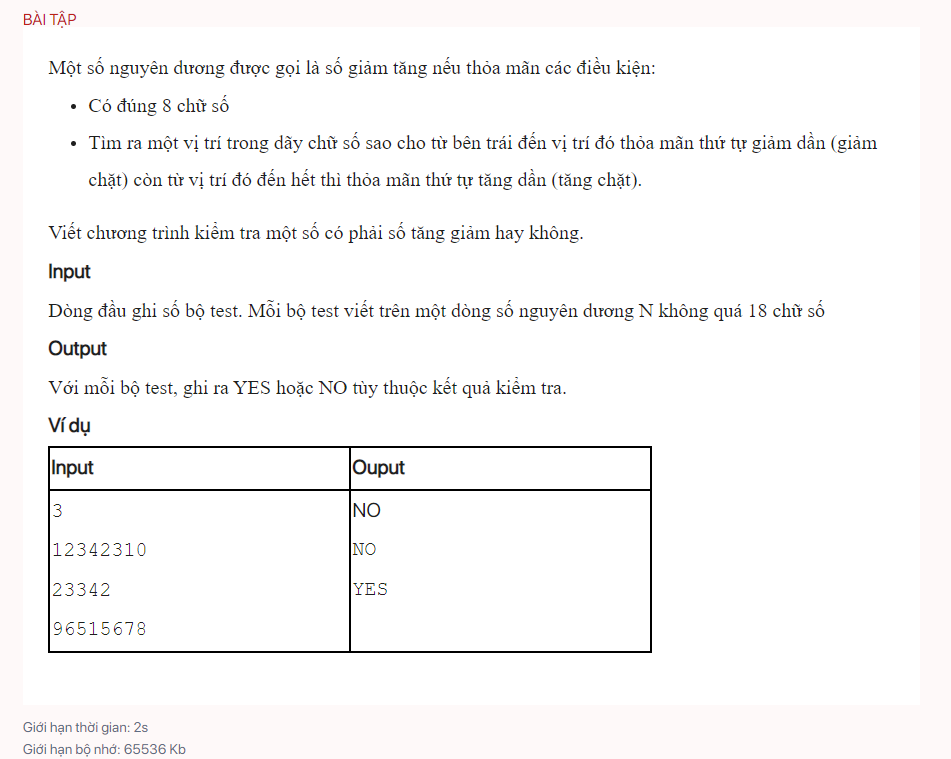 BÀI TẬP
Một số nguyên dương được gọi là số giảm tăng nếu thỏa mãn các điều kiện:
• Có đúng 8 chữ số
• Tìm ra một vị trí trong dãy chữ số sao cho từ bên trái đến vị trí đó thỏa mãn thứ tự giảm dần (giảm
chặt) còn từ vị trí đó đến hết thì thỏa mãn thứ tự tăng dần (tăng chặt).
Viết chương trình kiểm tra một số có phải số tăng giảm hay không.
Input
Dòng đầu ghi số bộ test. Mỗi bộ test viết trên một dòng số nguyên dương N không quá 18 chữ số
Output
Với mỗi bộ test, ghi ra YES hoặc NO tùy thuộc kết quả kiểm tra.
Ví dụ
Input Ouput
3 NO
12342310 NO
23342 YES
96515678
Giới hạn thời gian: 2s
Giới hạn bộ nhớ: 65536 Kb